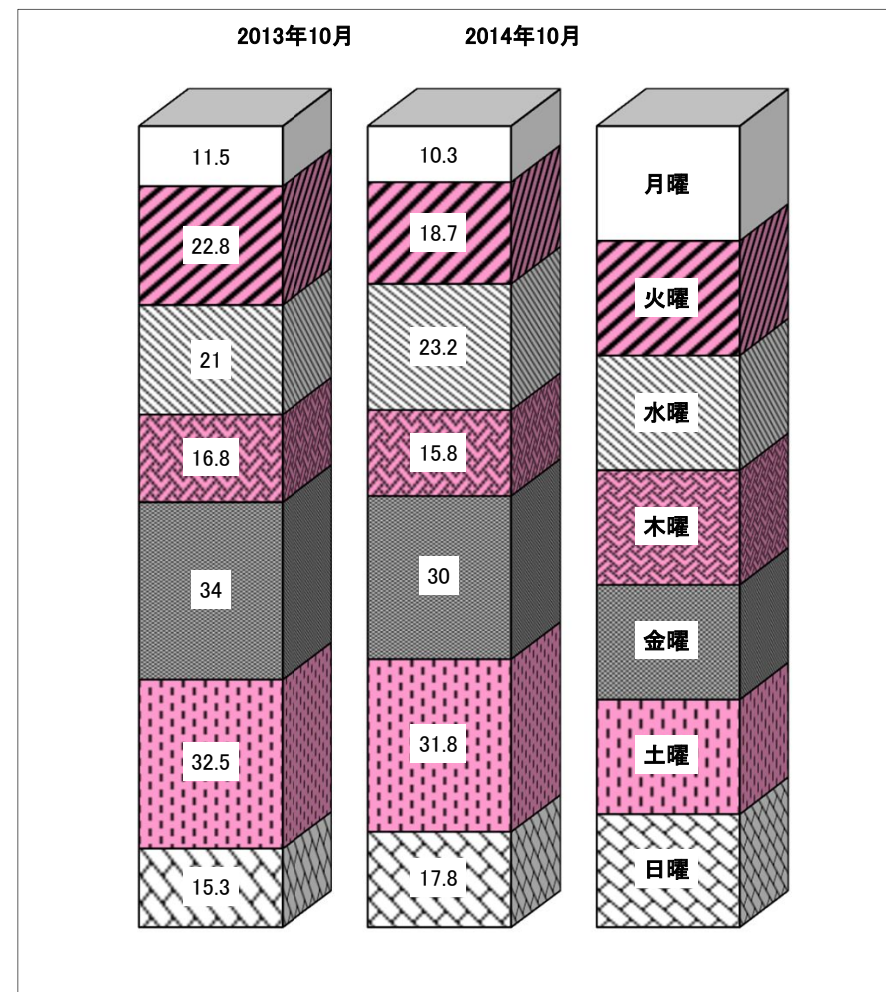 2013年10月 2014年10月
11.5 10.3 月曜
22.8 18.7 火曜
21 23.2 水曜
16.8 15.8 木曜
34 30 金曜
32.5 31.8 土曜
15.3 17.8 日曜